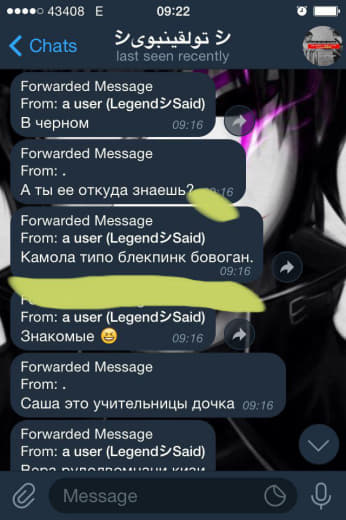 43408 E 09:22
Chats
シ تولقينبوى シ
last seen recently
Forwarded Message
From: a user (LegendシSaid)
В черном
09:16
Forwarded Message
From: .
А ты ее откуда знаешь?
:16
Forwarded Message
From: a user (LegendシSaid)
Камола типо блекпинк бовоган.
09:16
From: a user (LegendシSaid)
Знакомые 😆
09:16
Forwarded Message
From: .
Саша это учительницы дочка 09:16
Forwarded Message
From: a user (LegendシSaid)
Message